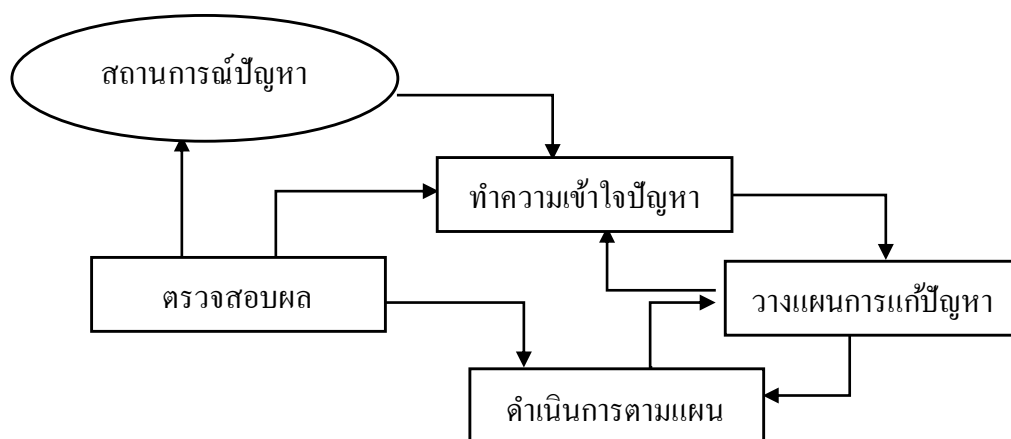 สถานการณ์ปัญหา
ทำความเข้าใจปัญหา
ตรวจสอบผล
วางแผนการแก้ปัญหา
ดำเนินการตามแผน